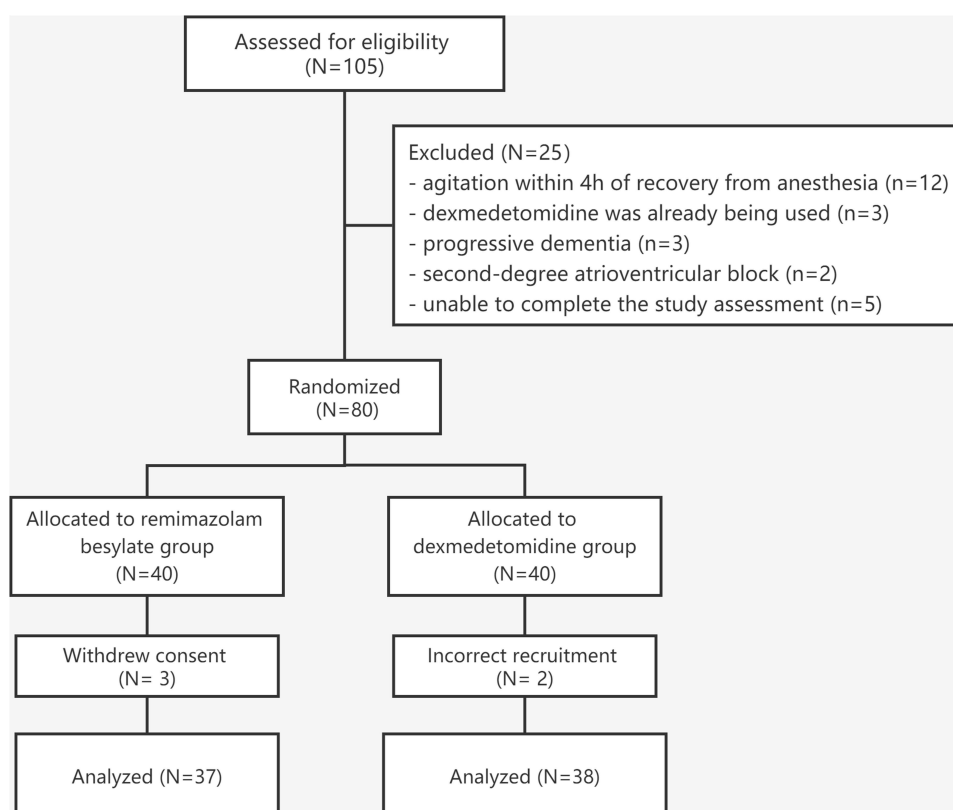 Assessed for eligibility
(N=105)
Excluded (N=25)
- agitation within 4h of recovery from anesthesia (n=12)
- dexmedetomidine was already being used (n=3)
- progressive dementia (n=3)
- second-degree atrioventricular block (n=2)
- unable to complete the study assessment (n=5)
Randomized
(N=80)
Allocated to remimazolam
besylate group
(N=40)
Allocated to
dexmedetomidine group
(N=40)
Withdrew consent
(N= 3)
Incorrect recruitment
(N= 2)
Analyzed (N=37)
Analyzed (N=38)